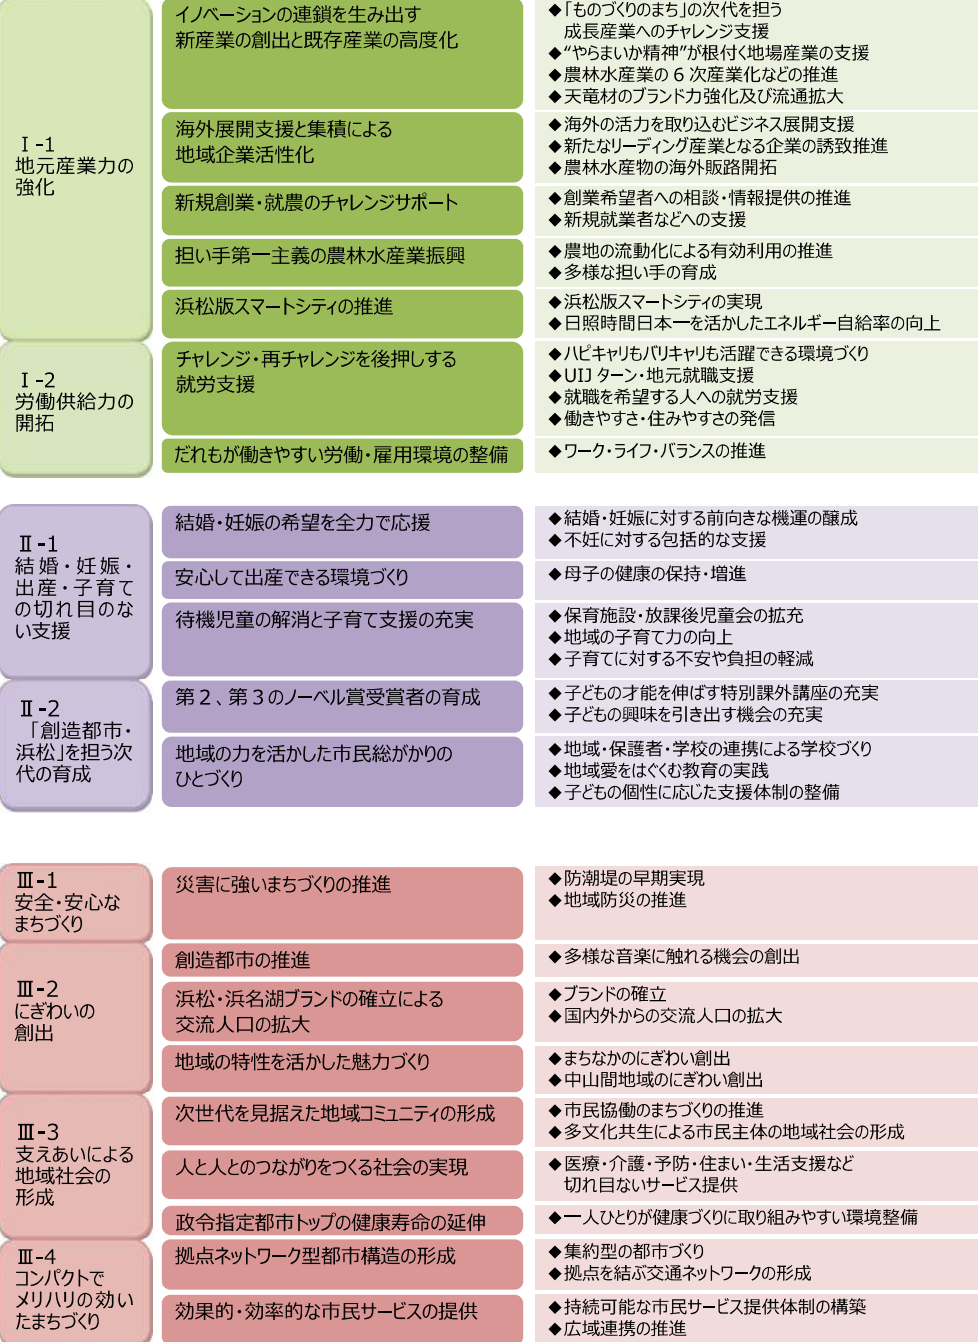 Ⅰ-1
地元産業力の
強化
イノベーションの連鎖を生み出す
新産業の創出と既存産業の高度化
◆「ものづくりのまち」の次代を担う
成長産業へのチャレンジ支援
◆“やらまいか精神”が根付く地場産業の支援
◆農林水産業の６次産業化などの推進
◆天竜材のブランド力強化及び流通拡大
海外展開支援と集積による
地域企業活性化
◆海外の活力を取り込むビジネス展開支援
◆新たなリーディング産業となる企業の誘致推進
◆農林水産物の海外販路開拓
新規創業・就農のチャレンジサポート
◆創業希望者への相談・情報提供の推進
◆新規就業者などへの支援
担い手第一主義の農林水産業振興
◆農地の流動化による有効利用の推進
◆多様な担い手の育成
浜松版スマートシティの推進
◆浜松版スマートシティの実現
◆日照時間日本一を活かしたエネルギー自給率の向上
Ⅰ-2
労働供給力の
開拓
チャレンジ・再チャレンジを後押しする
就労支援
◆ハピキャリもバリキャリも活躍できる環境づくり
◆UIJ ターン・地元就職支援
◆就職を希望する人への就労支援
◆働きやすさ・住みやすさの発信
だれもが働きやすい労働・雇用環境の整備
◆ワーク・ライフ・バランスの推進
Ⅱ-1
結婚・妊娠・
出産・子育て
の切れ目のな
い支援
結婚・妊娠の希望を全力で応援
◆結婚・妊娠に対する前向きな機運の醸成
◆不妊に対する包括的な支援
安心して出産できる環境づくり
◆母子の健康の保持・増進
待機児童の解消と子育て支援の充実
◆保育施設・放課後児童会の拡充
◆地域の子育て力の向上
◆子育てに対する不安や負担の軽減
Ⅱ-2
「創造都市・
浜松」を担う次
代の育成
第２、第３のノーベル賞受賞者の育成
◆子どもの才能を伸ばす特別課外講座の充実
◆子どもの興味を引き出す機会の充実
地域の力を活かした市民総がかりの
ひとづくり
◆地域・保護者・学校の連携による学校づくり
◆地域愛をはぐくむ教育の実践
◆子どもの個性に応じた支援体制の整備
Ⅲ-1
安全・安心な
まちづくり
災害に強いまちづくりの推進
◆防潮堤の早期実現
◆地域防災の推進
Ⅲ-2
にぎわいの
創出
創造都市の推進
◆多様な音楽に触れる機会の創出
浜松・浜名湖ブランドの確立による
交流人口の拡大
◆ブランドの確立
◆国内外からの交流人口の拡大
地域の特性を活かした魅力づくり
◆まちなかのにぎわい創出
◆中山間地域のにぎわい創出
Ⅲ-3
支えあいによる
地域社会の
形成
次世代を見据えた地域コミュニティの形成
◆市民協働のまちづくりの推進
◆多文化共生による市民主体の地域社会の形成
人と人とのつながりをつくる社会の実現
◆医療・介護・予防・住まい・生活支援など
切れ目ないサービス提供
政令指定都市トップの健康寿命の延伸
◆一人ひとりが健康づくりに取り組みやすい環境整備
Ⅲ-4
コンパクトで
メリハリの効い
たまちづくり
拠点ネットワーク型都市構造の形成
◆集約型の都市づくり
◆拠点を結ぶ交通ネットワークの形成
効果的・効率的な市民サービスの提供
◆持続可能な市民サービス提供体制の構築
◆広域連携の推進